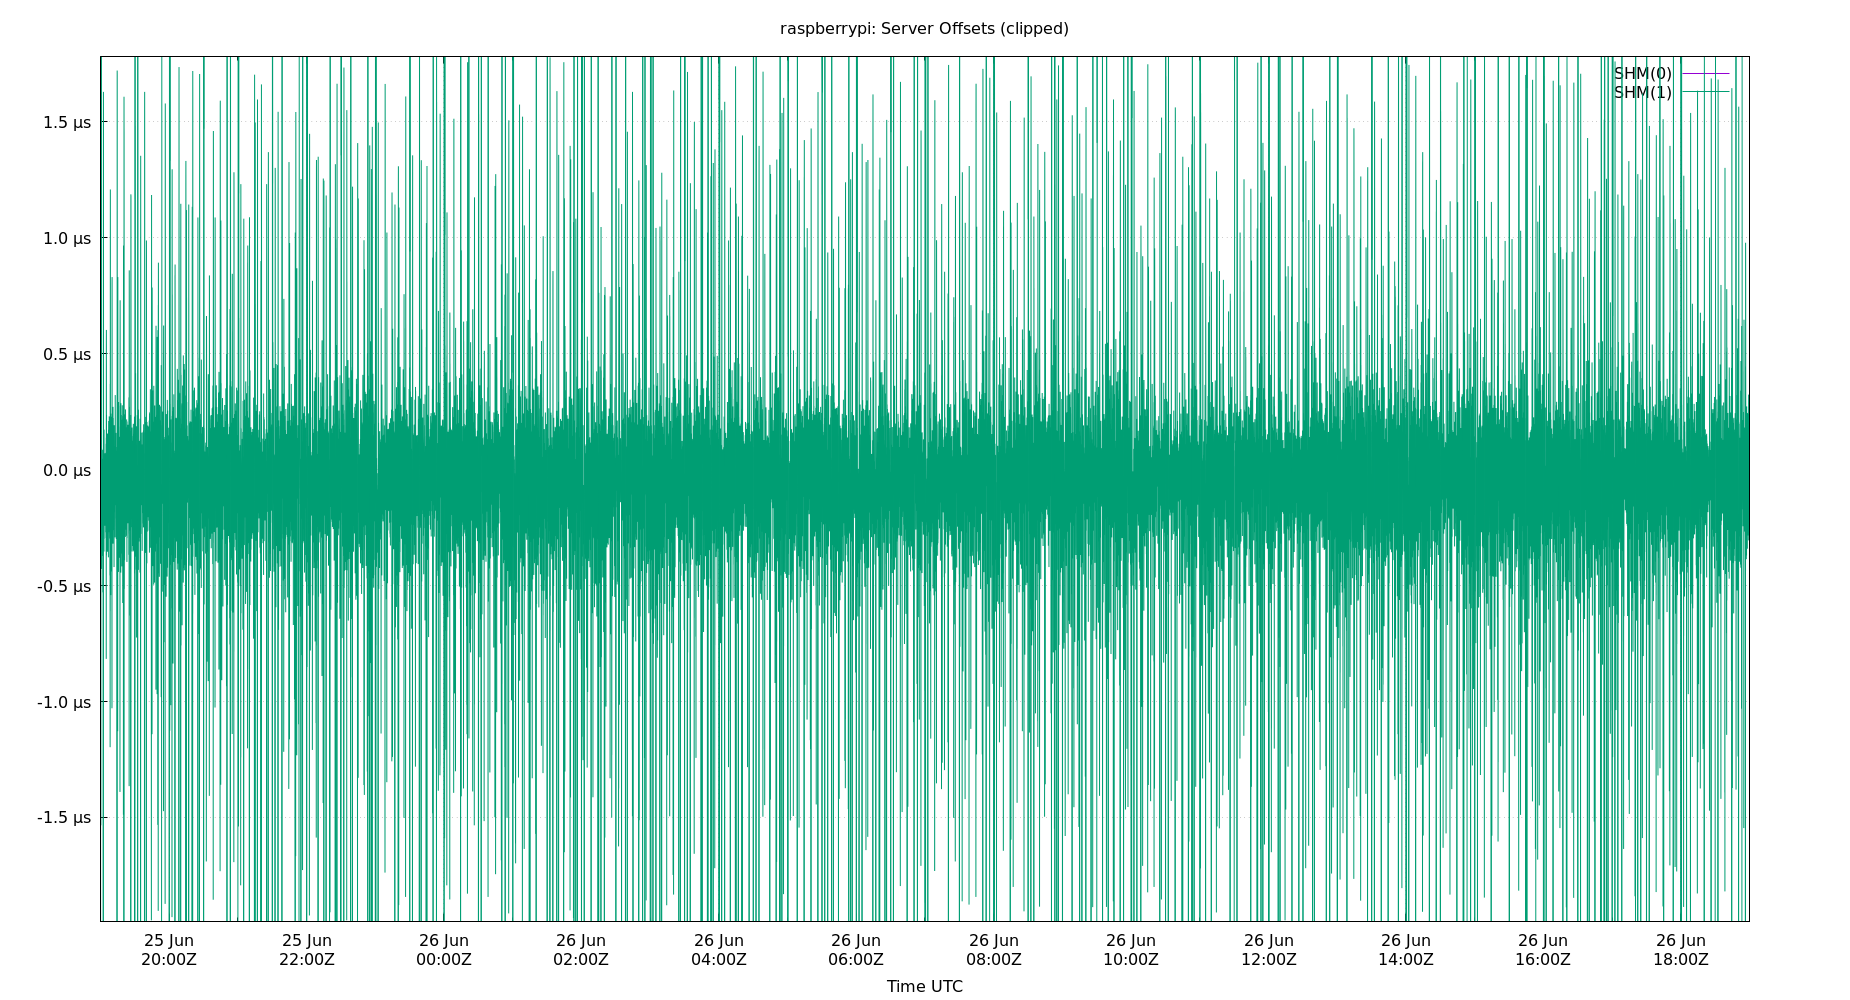 raspberrypi: Server Offsets (clipped)
SHM(0)
SHM(1)
1.5 µs
1.0 µs
0.5 µs
0.0 µs
-0.5 µs
-1.0 µs
-1.5 µs
25 Jun 25 Jun 26 Jun 26 Jun 26 Jun 26 Jun 26 Jun 26 Jun 26 Jun 26 Jun 26 Jun 26 Jun
20:00Z 22:00Z 00:00Z 02:00Z 04:00Z 06:00Z 08:00Z 10:00Z 12:00Z 14:00Z 16:00Z 18:00Z
Time UTC